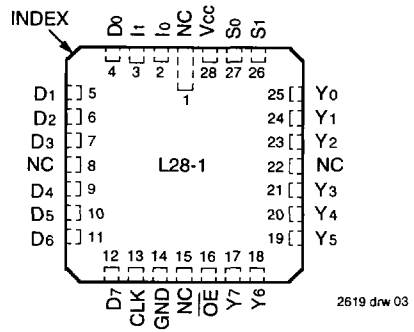 INDEX
D0 I1 I0 NC Vcc S0 S1
4 3 2 28 27 26
1
D1 5 25 Y0
D2 6 24 Y1
D3 7 23 Y2
NC 8 L28-1 22 NC
D4 9 21 Y3
D5 10 20 Y4
D6 11 19 Y5
12 13 14 15 16 17 18
D7 CLK GND NC OE Y7 Y6
2619 drw 03